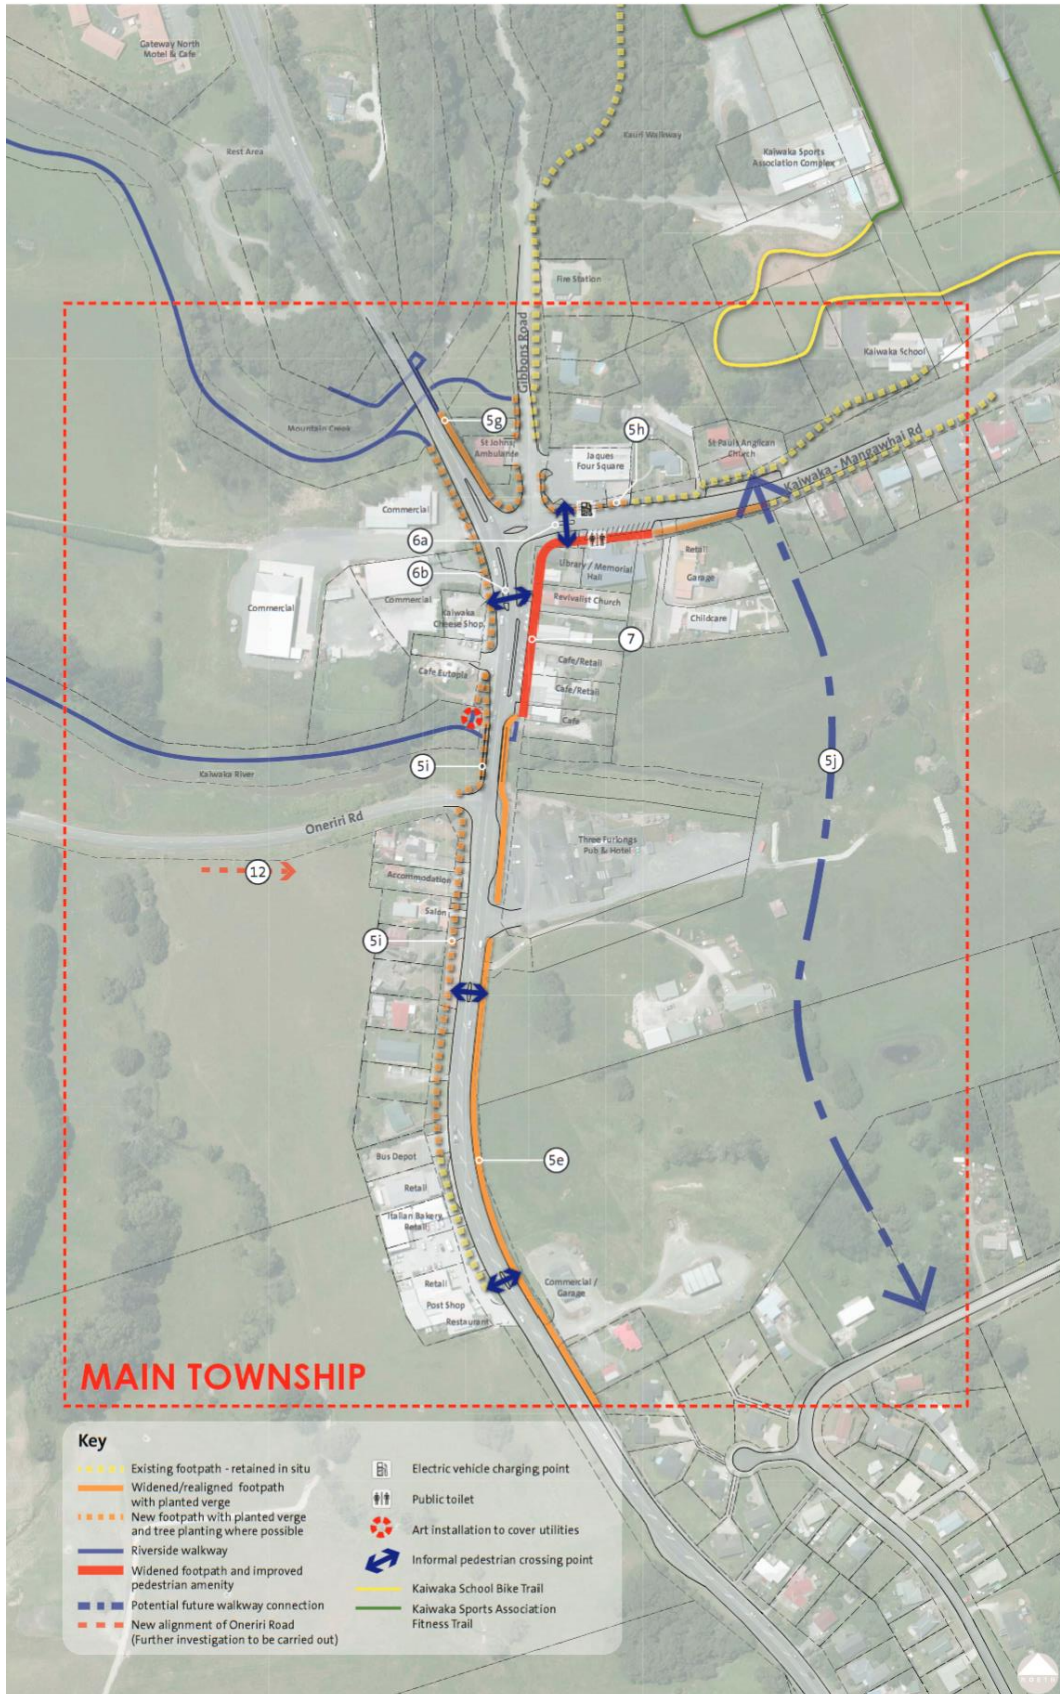 Gateway North
Motel & Cafe
Rest Area
Kauri Walkway
Kaiwaka Sports
Association Complex
Fire Station
Gibbons Road
Kaiwaka School
Mountain Creek
5g
St Johns
Ambulance
5h
Jaques
Four Square
St Pauls Anglican
Church
Kaiwaka - Mangawhai Rd
Commercial
6a
6b
Library / Memorial
Hall
Retail
Garage
Commercial
Commercial
Kaiwaka
Cheese Shop
Revivalist Church
Childcare
7
Cafe Eutopia
Cafe/Retail
Cafe/Retail
Cafe
5i
5j
Kaiwaka River
Oneriri Rd
Three Furlongs
Pub & Hotel
12
Accommodation
Salon
5i
Bus Depot
5e
Retail
Italian Bakery
Retail
Retail
Commercial /
Garage
Post Shop
Restaurant
MAIN TOWNSHIP
Key
Existing footpath - retained in situ
Widened/realigned footpath
with planted verge
New footpath with planted verge
and tree planting where possible
Riverside walkway
Widened footpath and improved
pedestrian amenity
Potential future walkway connection
New alignment of Oneriri Road
(Further investigation to be carried out)
Electric vehicle charging point
Public toilet
Art installation to cover utilities
Informal pedestrian crossing point
Kaiwaka School Bike Trail
Kaiwaka Sports Association
Fitness Trail